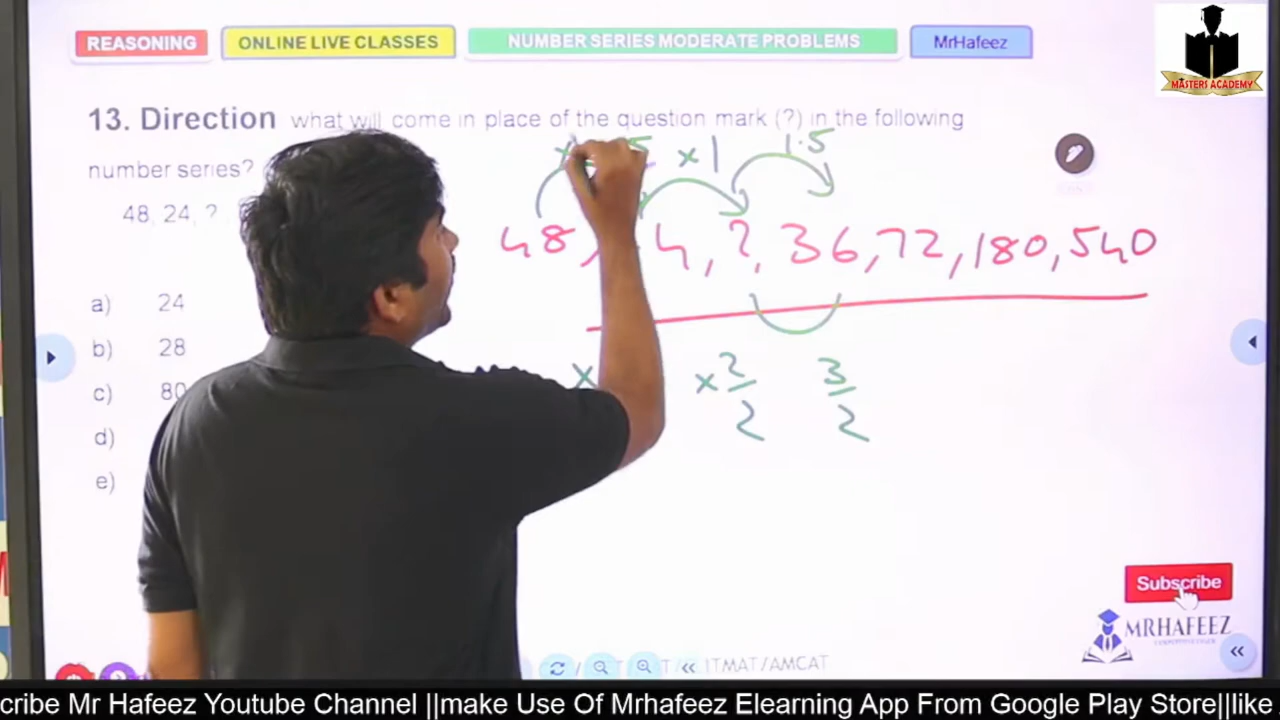 REASONING ONLINE LIVE CLASSES NUMBER SERIES MODERATE PROBLEMS MrHafeez
MASTERS ACADEMY
13. Direction what will come in place of the question mark (?) in the following
number series?
× 5 ×1 1.5
48, 24, ?
48, 4, ?, 36, 72, 180, 540
a) 24
b) 28
c) 80
d)
e)
× ×2/2 3/2
Subscribe
MRHAFEEZ
ITMAT/AMCAT
cribe Mr Hafeez Youtube Channel ||make Use Of Mrhafeez Elearning App From Google Play Store||like